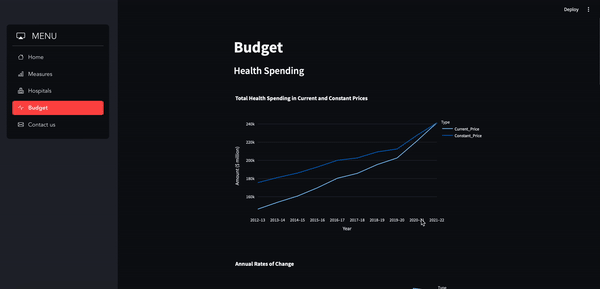 Deploy
MENU
Home
Measures
Hospitals
Budget
Contact us
Budget
Health Spending
Total Health Spending in Current and Constant Prices
Type
Current_Price
Constant_Price
240k
220k
200k
180k
160k
Amount ($ million)
2012–13 2013–14 2014–15 2015–16 2016–17 2017–18 2018–19 2019–20 2020–21 2021–22
Year
Annual Rates of Change
Type